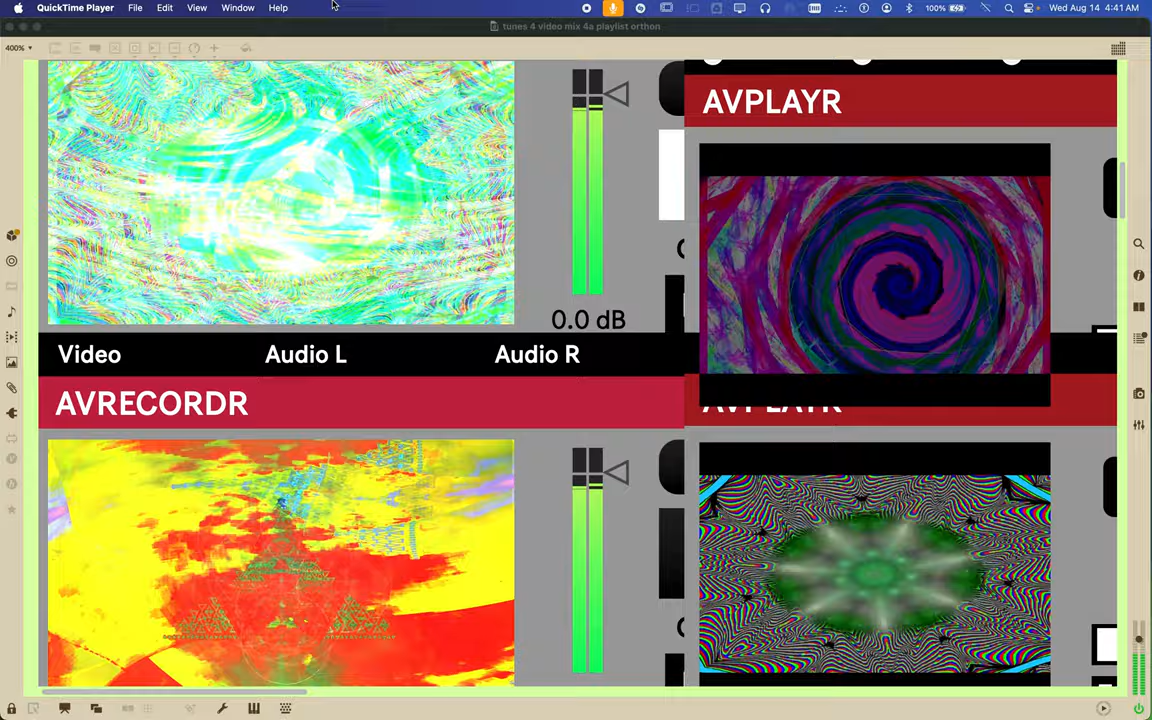 QuickTime Player File Edit View Window Help 100% Wed Aug 14 4:41 AM
tunes 4 video mix 4a playlist orthon
400%
AVPLAYR
0.0 dB
Video Audio L Audio R
AVRECORDR
AVPLAYR